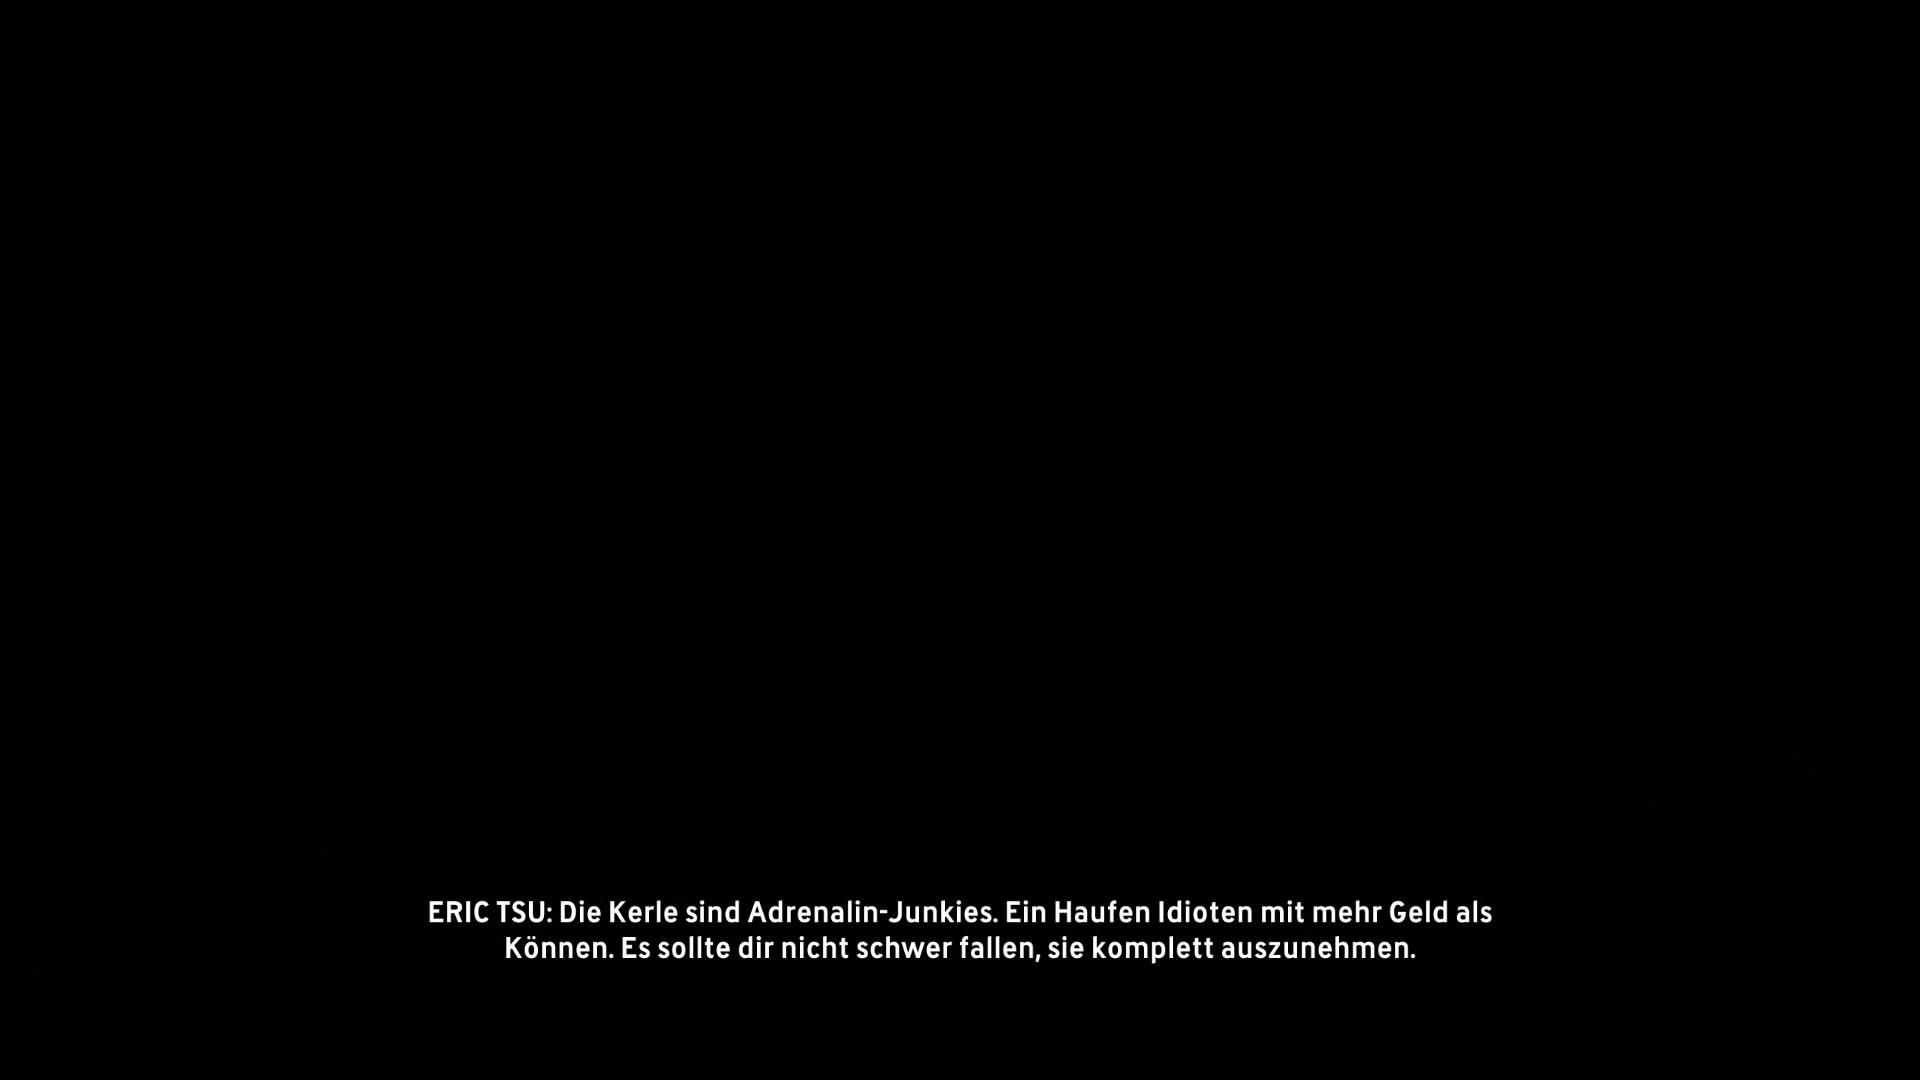 ERIC TSU: Die Kerle sind Adrenalin-Junkies. Ein Haufen Idioten mit mehr Geld als
Können. Es sollte dir nicht schwer fallen, sie komplett auszunehmen.